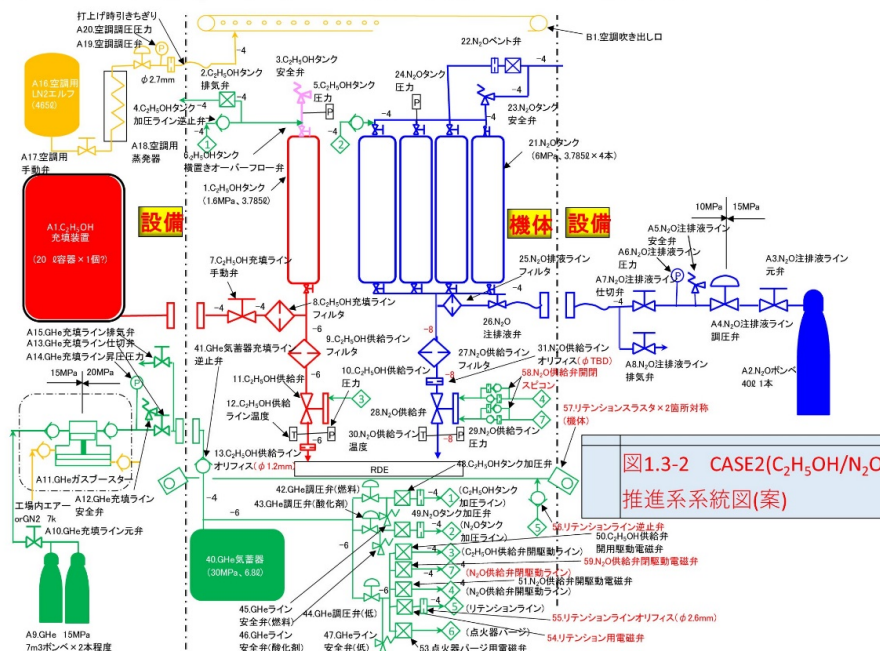 打上げ時引きちぎり
A20.空調調圧圧力
A19.空調調圧弁
φ2.7mm
A16.空調用
LN2エルフ
(465ℓ)
A17.空調用
手動弁
A18.空調用
蒸発器
B1.空調吹き出し口
2.C₂H₅OHタンク
排気弁
3.C₂H₅OHタンク
安全弁
5.C₂H₅OHタンク
圧力
4.C₂H₅OHタンク
加圧ライン逆止弁
6.₂H₅OHタンク
横置きオーバーフロー弁
1.C₂H₅OHタンク
(1.6MPa、3.785ℓ)
22.N₂Oベント弁
24.N₂Oタンク
圧力
23.N₂Oタンク
安全弁
21.N₂Oタンク
(6MPa、3.785ℓ×4本)
設備
機体
設備
A1.C₂H₅OH
充填装置
(20 ℓ容器×1個?)
7.C₂H₅OH充填ライン
手動弁
8.C₂H₅OH充填ライン
フィルタ
9.C₂H₅OH供給ライン
フィルタ
10.C₂H₅OH供給ライン
圧力
11.C₂H₅OH供給弁
12.C₂H₅OH供給
ライン温度
13.C₂H₅OH供給ライン
オリフィス(φ1.2mm)
25.N₂O排液ライン
フィルタ
26.N₂O
注排液弁
27.N₂O供給ライン
フィルタ
31.N₂O供給ライン
オリフィス(φTBD)
58.N₂O供給弁開閉
スピコン
28.N₂O供給弁
29.N₂O供給ライン
圧力
30.N₂O供給ライン
温度
RDE
10MPa
15MPa
A5.N₂O注排液ライン
安全弁
A6.N₂O注排液ライン
圧力
A7.N₂O注排液ライン
仕切弁
A3.N₂O注排液ライン
元弁
A4.N₂O注排液ライン
調圧弁
A8.N₂O注排液ライン
排気弁
A2.N₂Oボンベ
40ℓ 1本
57.リテンションスラスタ×2箇所対称
(機体)
図1.3-2 CASE2(C₂H₅OH/N₂O
推進系系統図(案)
A15.GHe充填ライン排気弁
A13.GHe充填ライン仕切弁
A14.GHe充填ライン昇圧圧力
15MPa
20MPa
41.GHe気蓄器充填ライン
逆止弁
A11.GHeガスブースター
A12.GHe充填ライン
安全弁
工場内エアー
orGN2 7k
A10.GHe充填ライン元弁
A9.GHe 15MPa
7m3ボンベ×2本程度
40.GHe気蓄器
(30MPa、6.8ℓ)
42.GHe調圧弁(燃料)
43.GHe調圧弁(酸化剤)
44.GHe調圧弁(低)
45.GHeライン
安全弁(燃料)
46.GHeライン
安全弁(酸化剤)
47.GHeライン
安全弁(低)
48.C₂H₅OHタンク加圧弁
(C₂H₅OHタンク
加圧ライン)
49.N₂Oタンク加圧弁
(N₂Oタンク
加圧ライン)
56.リテンションライン逆止弁
50.C₂H₅OH供給弁
開用駆動電磁弁
(C₂H₅OH供給弁開駆動ライン)
59.N₂O供給弁閉駆動電磁弁
(N₂O供給弁閉駆動ライン)
51.N₂O供給弁開駆動電磁弁
(N₂O供給弁開駆動ライン)
(リテンションライン)
55.リテンションラインオリフィス(φ2.6mm)
54.リテンション用電磁弁
(点火器パージ)
53.点火器パージ用電磁弁